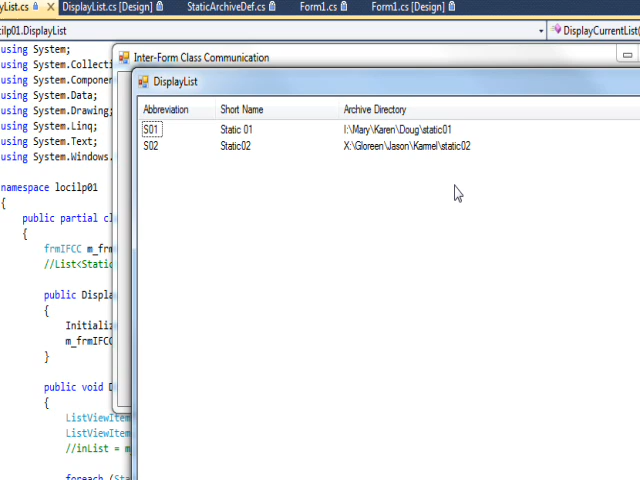 yList.cs DisplayList.cs [Design] StaticArchiveDef.cs Form1.cs Form1.cs [Design]
ocilp01.DisplayList DisplayCurrentList(
using System;
using System.Collecti
using System.Compone
using System.Data;
using System.Drawing;
using System.Linq;
using System.Text;
using System.Windows.
namespace locilp01
{
public partial cl
{
frmIFCC m_frm
//List<Static
public Displa
{
Initializ
m_frmIFCC
}
public void D
{
ListViewItem
ListViewItem
//inList = m
foreach (Sta
Inter-Form Class Communication
DisplayList
Abbreviation Short Name Archive Directory
S01 Static 01 I:\Mary\Karen\Doug\static01
S02 Static02 X:\Gloreen\Jason\Karmel\static02